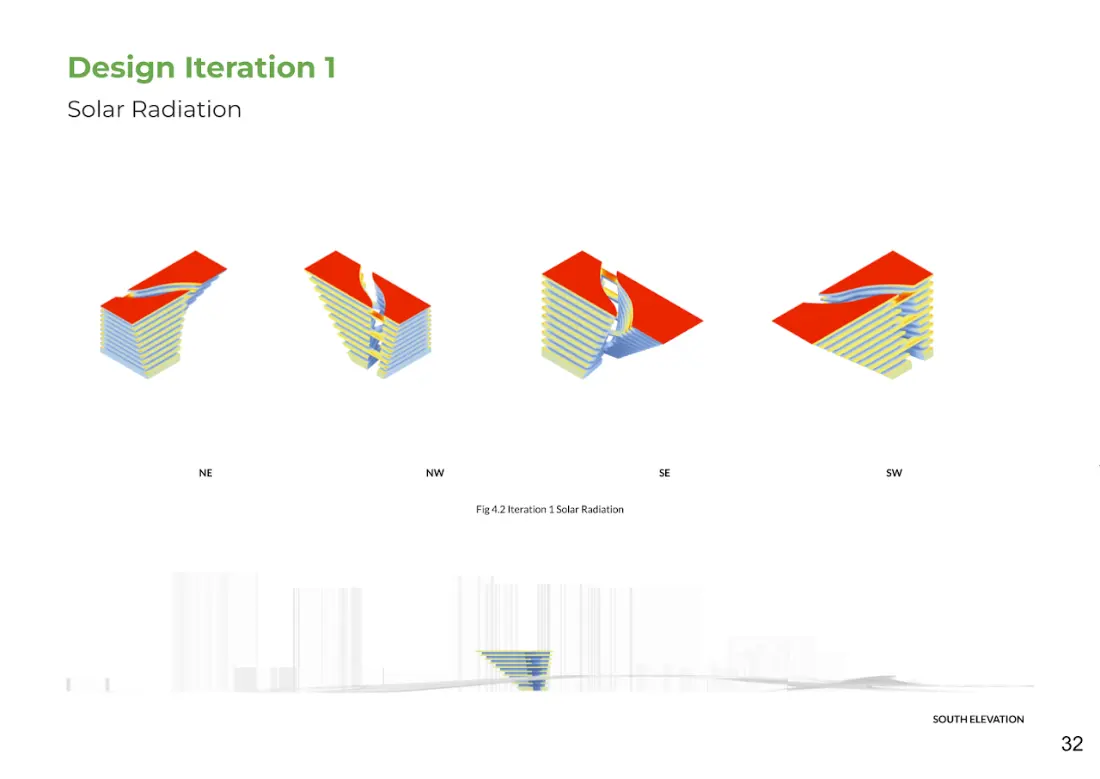 Design Iteration 1
Solar Radiation
NE
NW
SE
SW
Fig 4.2 Iteration 1 Solar Radiation
SOUTH ELEVATION
32